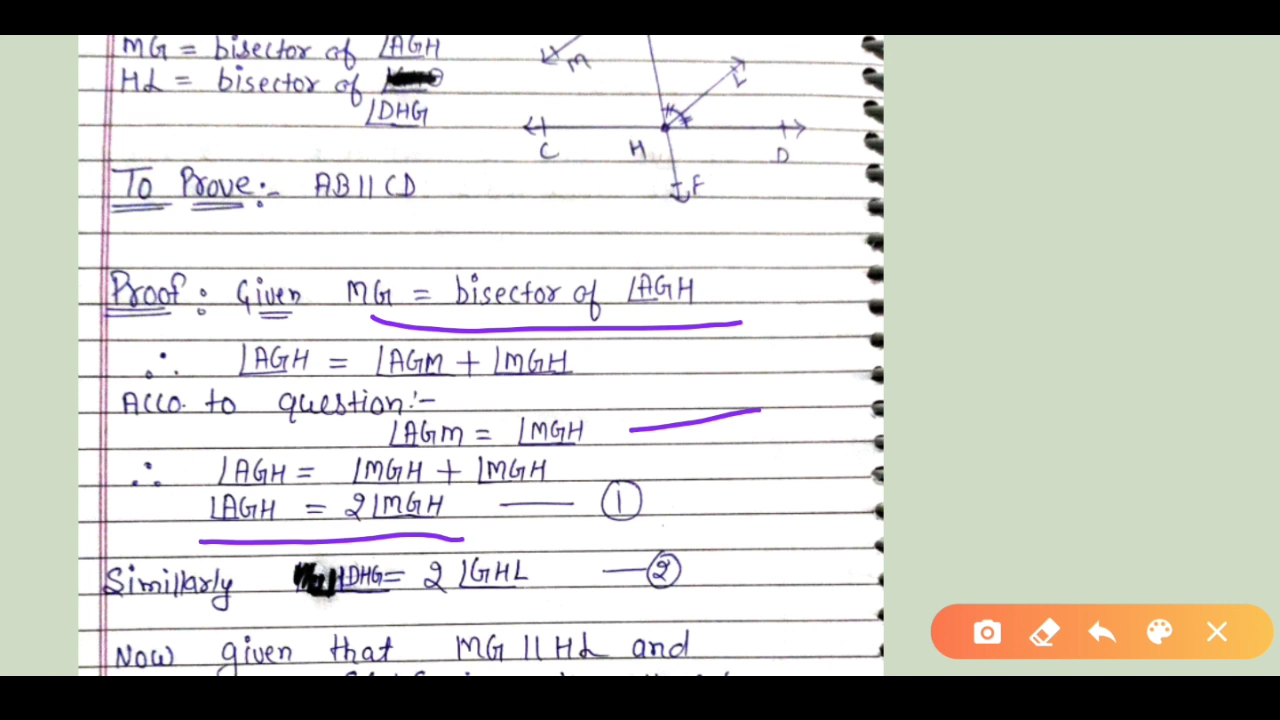 MG = bisector of ∠AGH
HL = bisector of
∠DHG
M
L
C H D
F
To Prove:- AB || CD
Proof: Given MG = bisector of ∠AGH
∴ ∠AGH = ∠AGM + ∠MGH
Acco. to question:-
∠AGM = ∠MGH
∴ ∠AGH = ∠MGH + ∠MGH
∠AGH = 2∠MGH —— ①
Simillarly ∠DHG = 2 ∠GHL —— ②
Now given that MG || HL and